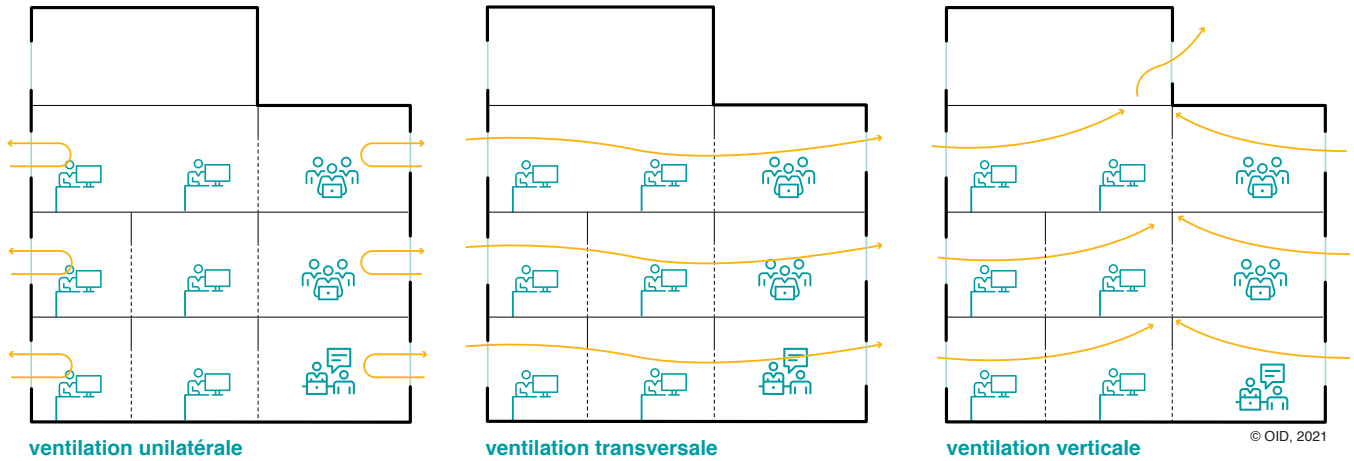 ventilation unilatérale
ventilation transversale
ventilation verticale
© OID, 2021